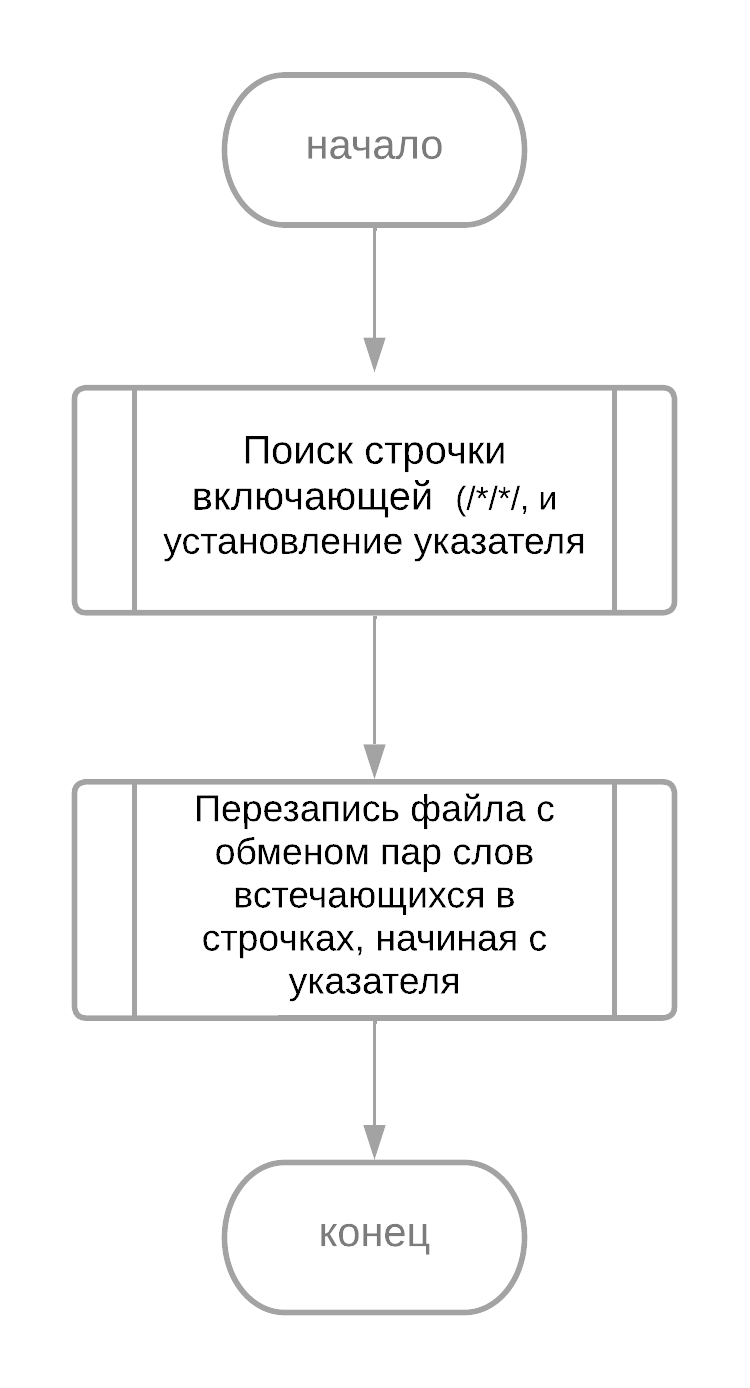 начало
Поиск строчки
включающей (/*/*/, и
установление указателя
Перезапись файла с
обменом пар слов
встечающихся в
строчках, начиная с
указателя
конец